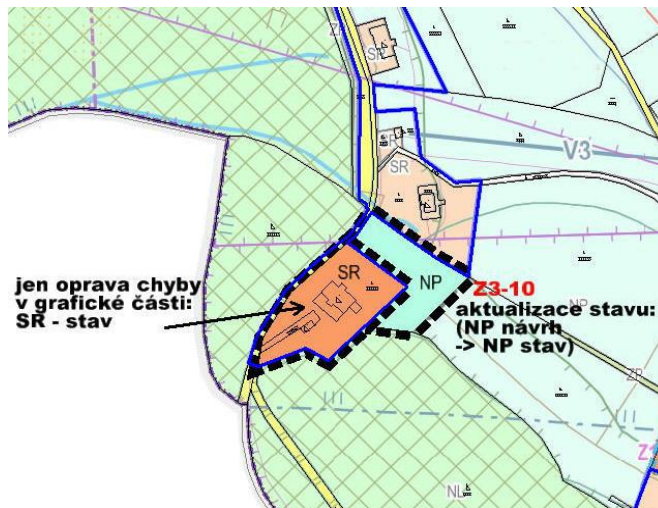 SR
V3
SR
SR
NP
jen oprava chyby
v grafické části:
SR - stav
Z3-10
aktualizace stavu:
(NP návrh
-> NP stav)
NP
ZP
NL